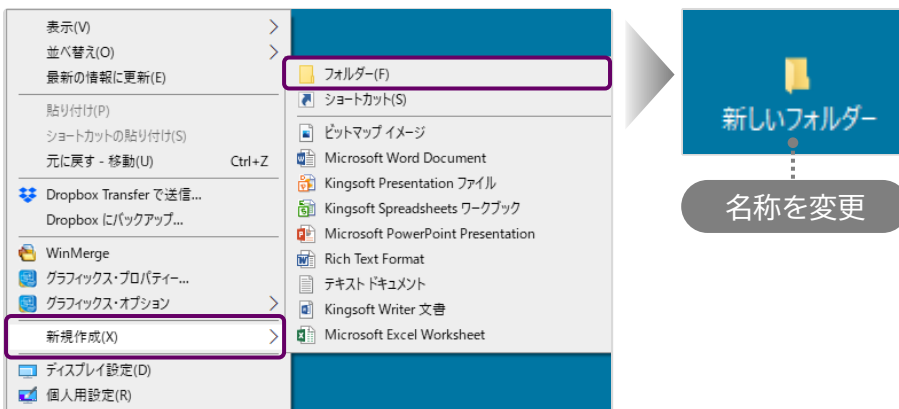 表示(V)
並べ替え(O)
最新の情報に更新(E)
貼り付け(P)
ショートカットの貼り付け(S)
元に戻す - 移動(U) Ctrl+Z
Dropbox Transfer で送信...
Dropbox にバックアップ...
WinMerge
グラフィックス・プロパティー...
グラフィックス・オプション
新規作成(X)
ディスプレイ設定(D)
個人用設定(R)
フォルダー(F)
ショートカット(S)
ビットマップ イメージ
Microsoft Word Document
Kingsoft Presentation ファイル
Kingsoft Spreadsheets ワークブック
Microsoft PowerPoint Presentation
Rich Text Format
テキスト ドキュメント
Kingsoft Writer 文書
Microsoft Excel Worksheet
新しいフォルダー
名称を変更